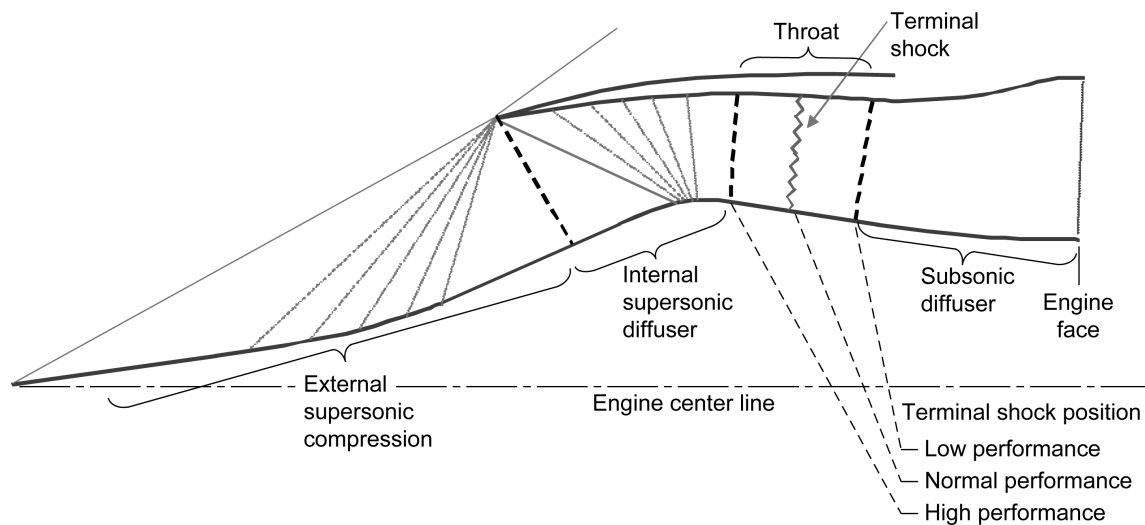 Throat
Terminal
shock
Internal
supersonic
diffuser
Subsonic
diffuser
Engine
face
External
supersonic
compression
Engine center line
Terminal shock position
Low performance
Normal performance
High performance